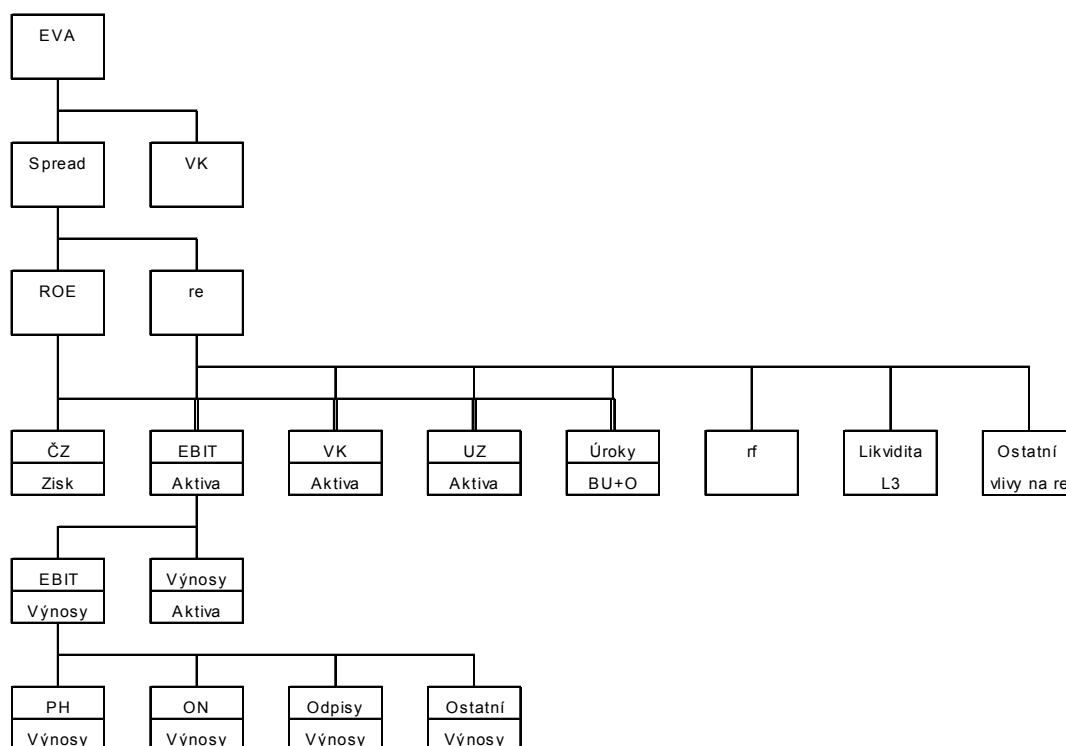 EVA
Spread VK
ROE re
ČZ EBIT VK UZ Úroky rf Likvidita Ostatní
Zisk Aktiva Aktiva Aktiva BU+O L3 vlivy na re
EBIT Výnosy
Výnosy Aktiva
PH ON Odpisy Ostatní
Výnosy Výnosy Výnosy Výnosy